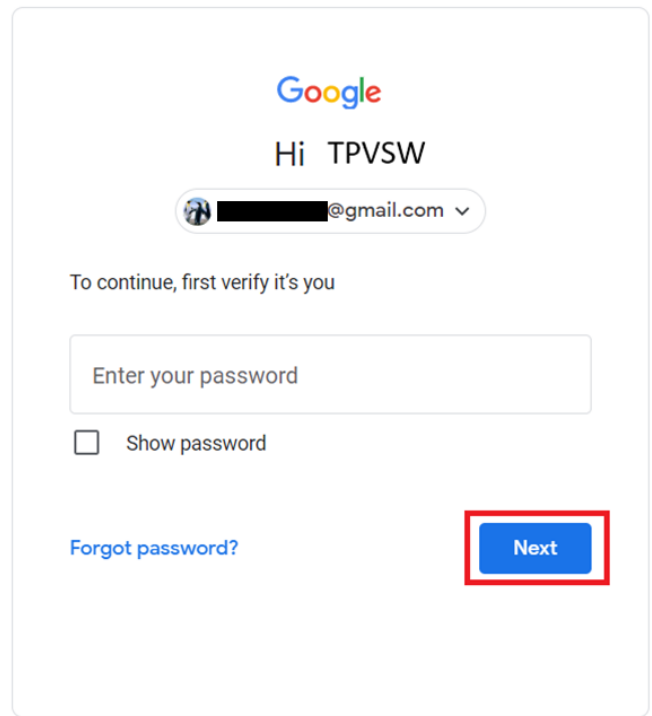 Google
Hi TPVSW
@gmail.com
To continue, first verify it's you
Enter your password
Show password
Forgot password?
Next